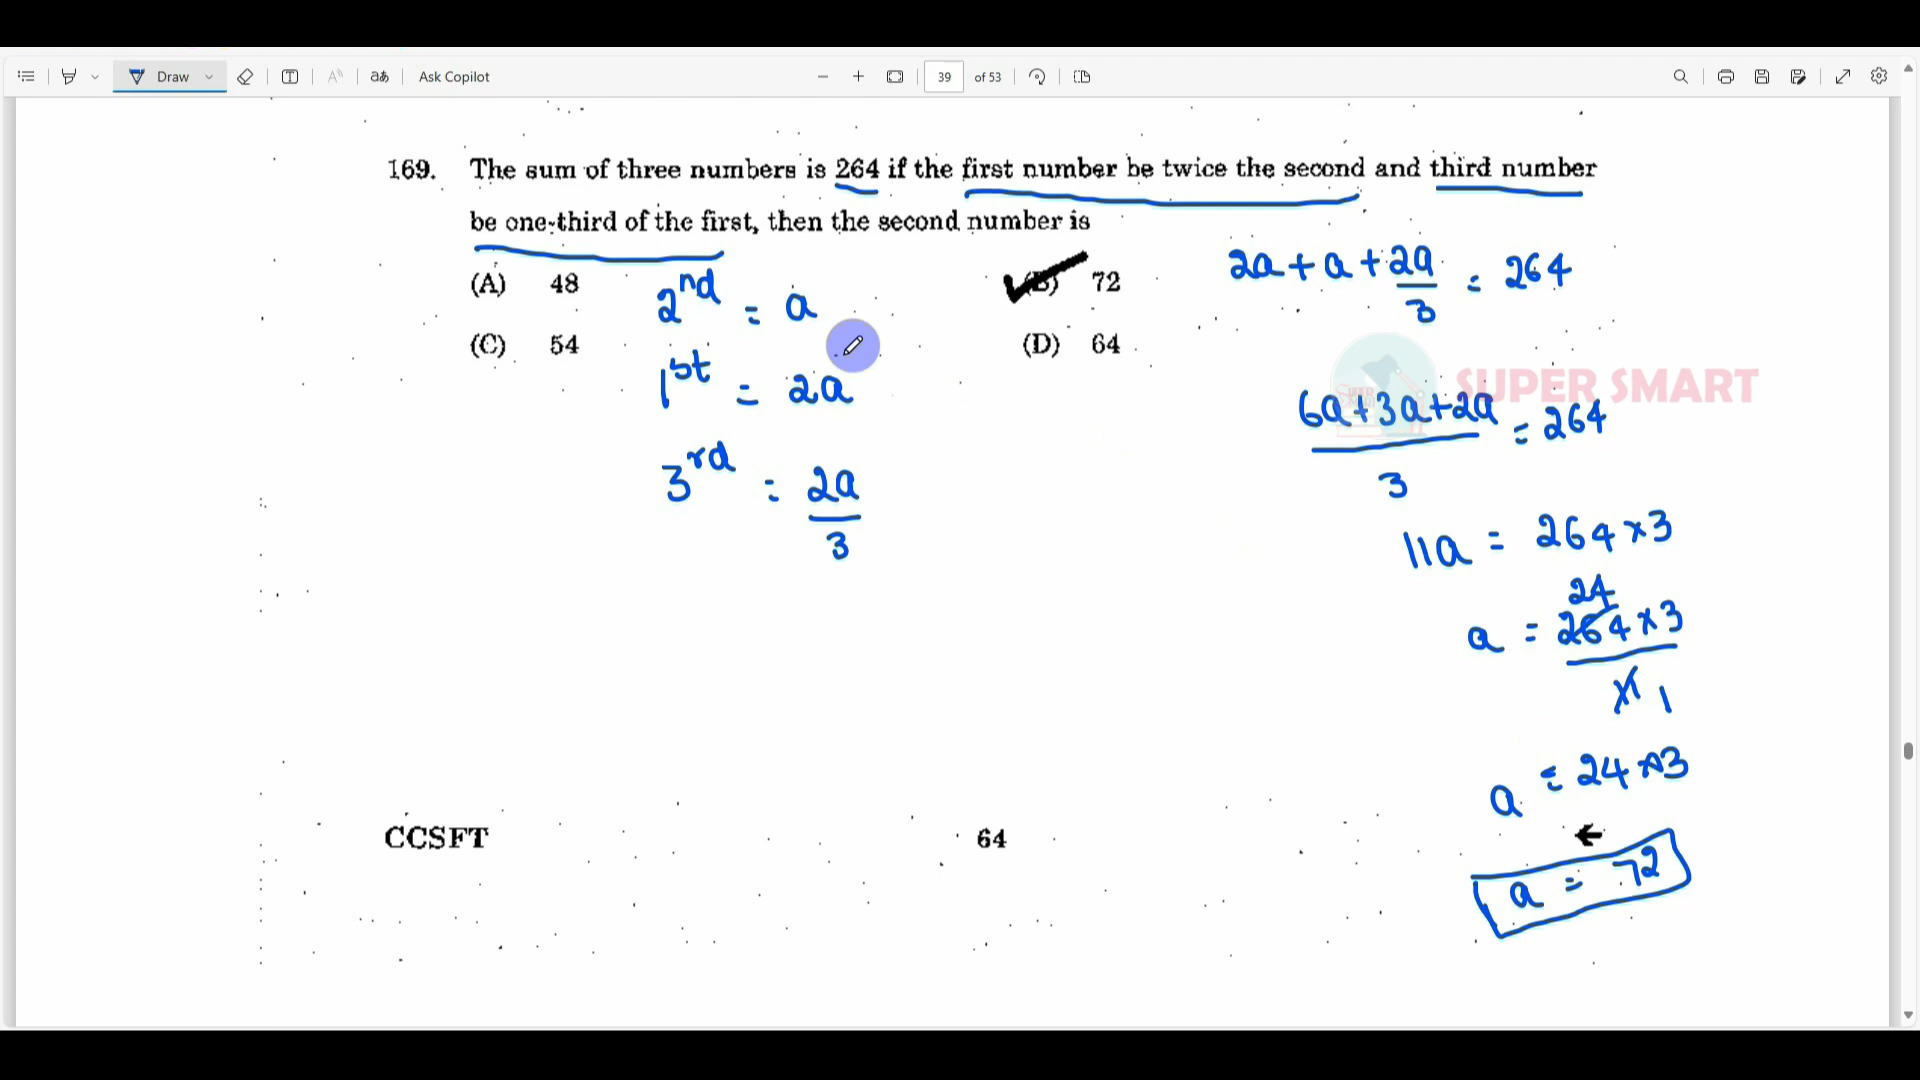 Draw
Ask Copilot
39 of 53
169. The sum of three numbers is 264 if the first number be twice the second and third number
be one-third of the first, then the second number is
(A) 48
(B) 72
(C) 54
(D) 64
2nd = a
1st = 2a
3rd = 2a/3
2a + a + 2a/3 = 264
SUPER SMART
6a+3a+2a/3 = 264
11a = 264×3
24
a = 264×3/11 1
a = 24×3
a = 72
CCSFT
64